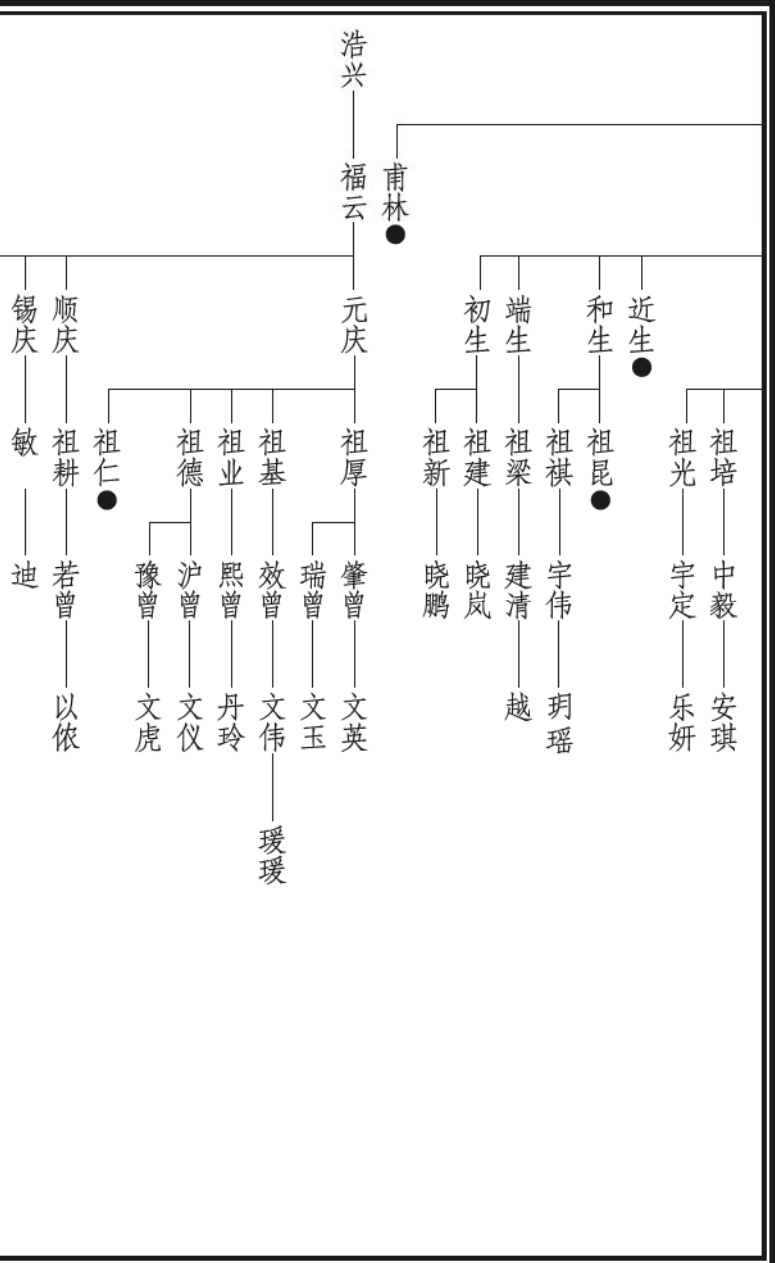 浩兴
甫林●
福云
近生●
和生
端生
初生
元庆
顺庆
锡庆
祖培
祖光
祖昆●
祖祺
祖梁
祖建
祖新
祖厚
祖基
祖业
祖德
祖仁●
祖耕
敏
中毅
宇定
宇伟
建清
晓岚
晓鹏
肇曾
瑞曾
效曾
熙曾
沪曾
豫曾
若曾
迪
安琪
乐妍
玥瑶
越
文英
文玉
文伟
丹玲
文仪
文虎
以侬
瑗瑗